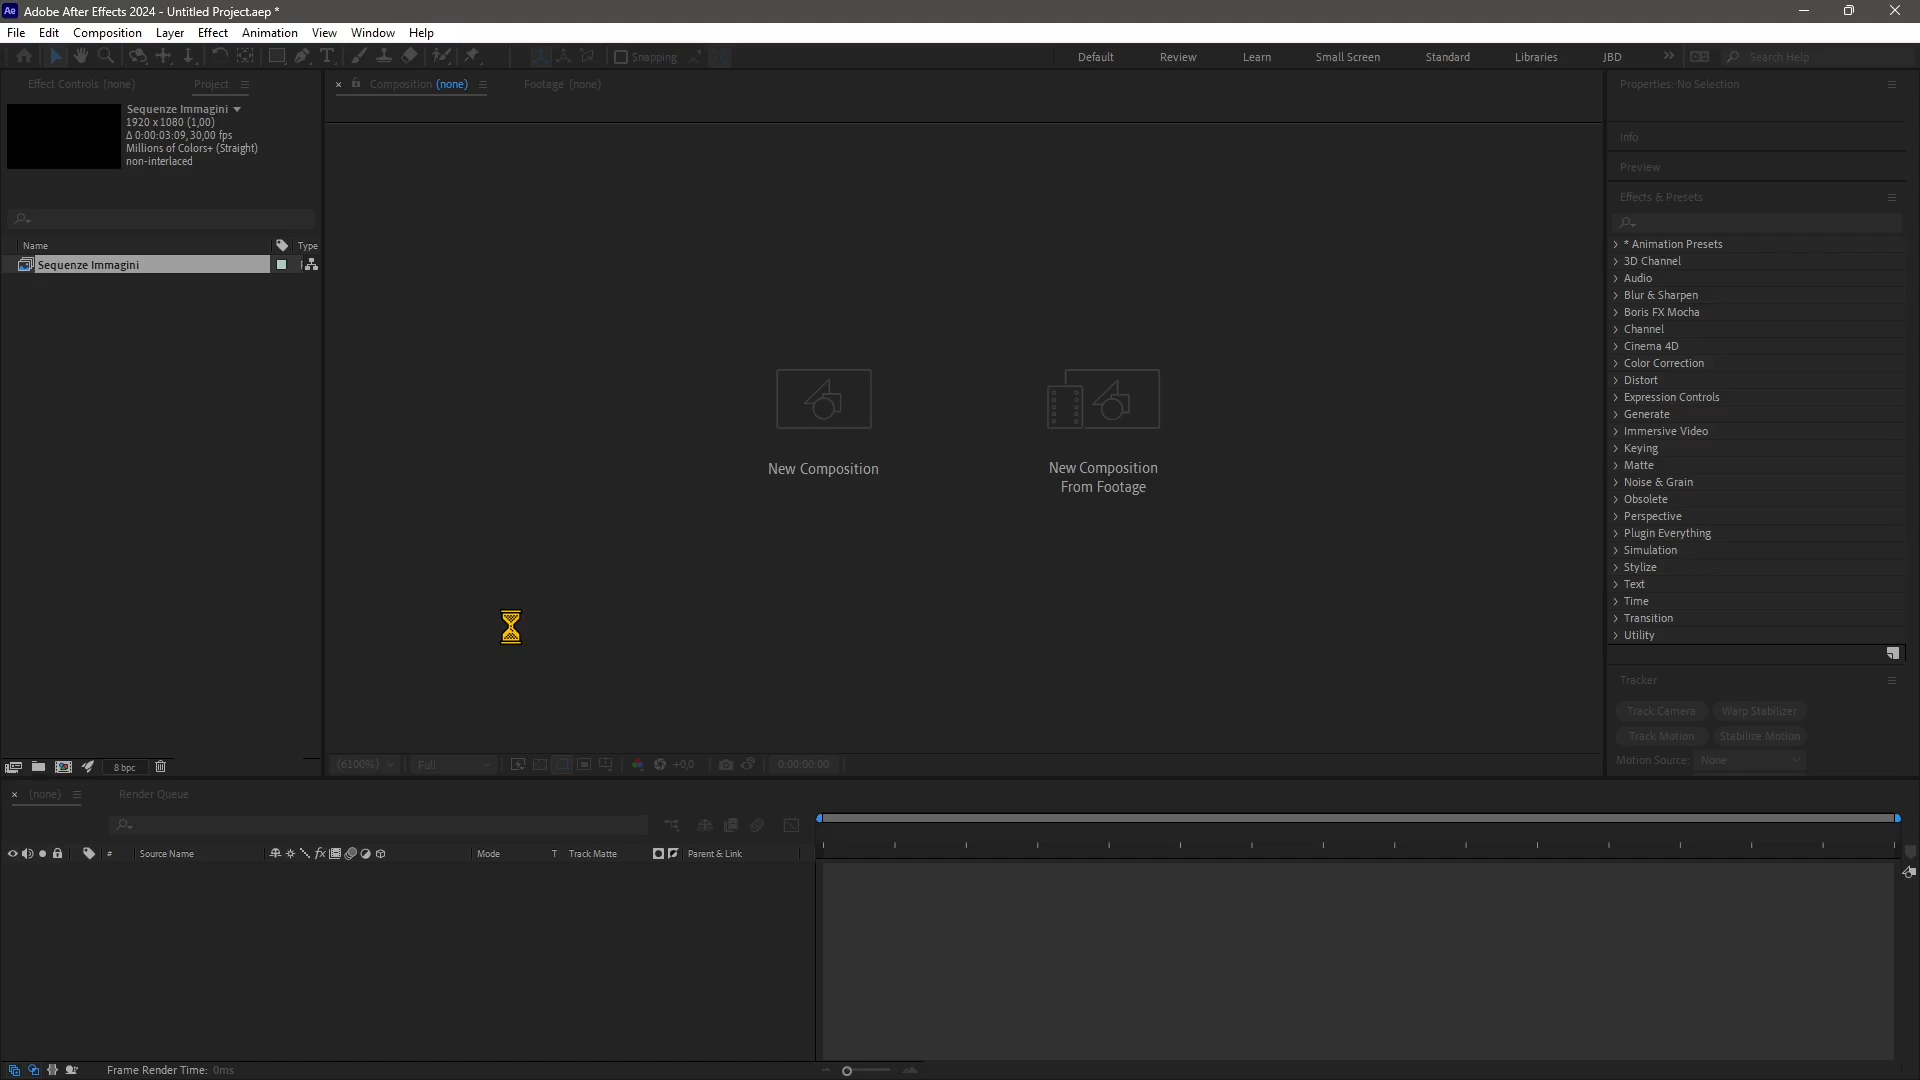 Ae Adobe After Effects 2024 - Untitled Project.aep *
File Edit Composition Layer Effect Animation View Window Help
Snapping Default Review Learn Small Screen Standard Libraries JBD Search Help
Effect Controls (none) Project Composition (none) Footage (none) Properties: No Selection
Sequenze Immagini
1920 x 1080 (1,00)
Δ 0:00:03:09, 30,00 fps
Millions of Colors+ (Straight)
non-interlaced
Name Type
Sequenze Immagini
New Composition
New Composition
From Footage
Info
Preview
Effects & Presets
* Animation Presets
3D Channel
Audio
Blur & Sharpen
Boris FX Mocha
Channel
Cinema 4D
Color Correction
Distort
Expression Controls
Generate
Immersive Video
Keying
Matte
Noise & Grain
Obsolete
Perspective
Plugin Everything
Simulation
Stylize
Text
Time
Transition
Utility
Tracker
Track Camera Warp Stabilizer
Track Motion Stabilize Motion
Motion Source: None
8 bpc (6100%) Full +0,0 0:00:00:00
(none) Render Queue
# Source Name fx Mode T Track Matte Parent & Link
Frame Render Time: 0ms